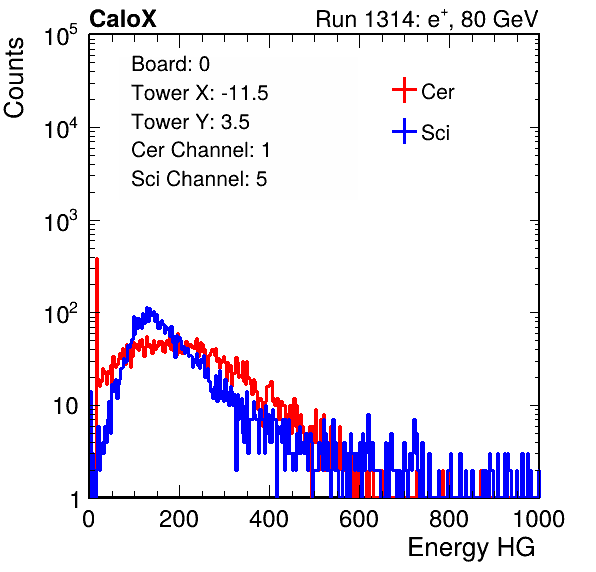 CaloX Run 1314: e⁺, 80 GeV
Counts
Board: 0
Tower X: -11.5
Tower Y: 3.5
Cer Channel: 1
Sci Channel: 5
Cer
Sci
10⁵
10⁴
10³
10²
10
1
0 200 400 600 800 1000
Energy HG